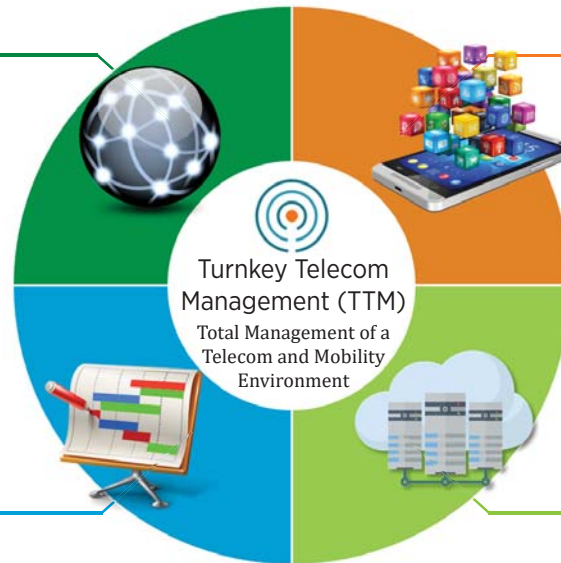 Turnkey Telecom
Management (TTM)
Total Management of a
Telecom and Mobility
Environment